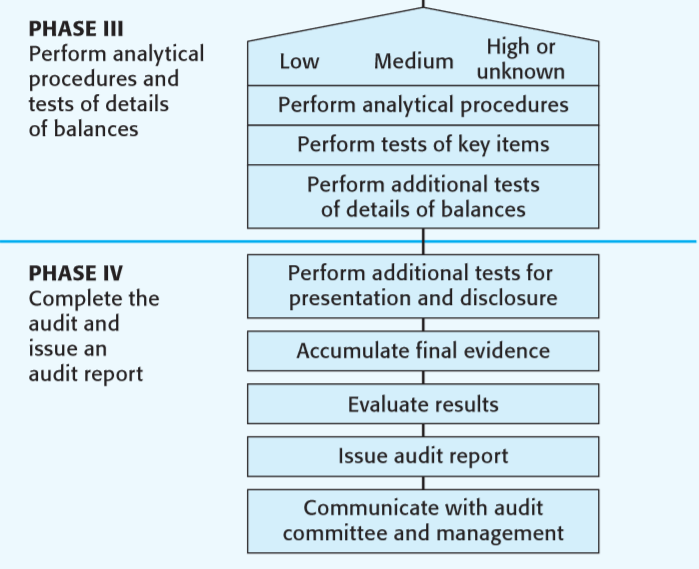 PHASE III
Perform analytical
procedures and
tests of details
of balances
Low
Medium
High or
unknown
Perform analytical procedures
Perform tests of key items
Perform additional tests
of details of balances
PHASE IV
Complete the
audit and
issue an
audit report
Perform additional tests for
presentation and disclosure
Accumulate final evidence
Evaluate results
Issue audit report
Communicate with audit
committee and management